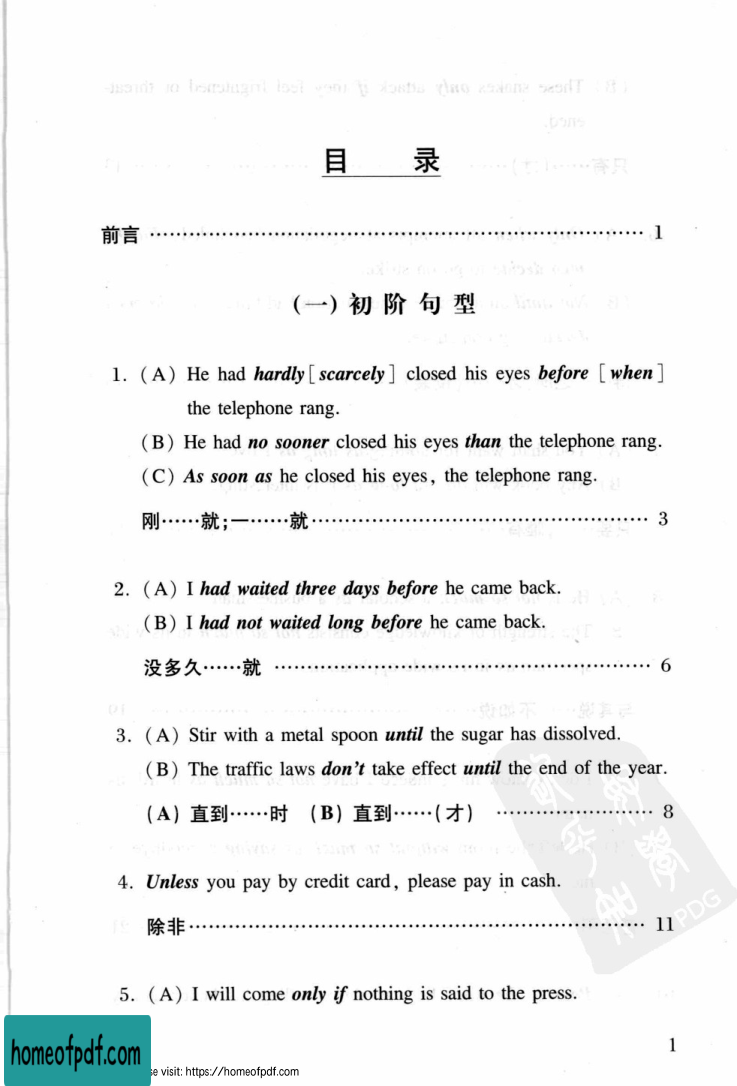 目 录
前言 …………………………………………………………………… 1
(一) 初阶句型
1. (A) He had hardly [scarcely] closed his eyes before [when]
the telephone rang.
(B) He had no sooner closed his eyes than the telephone rang.
(C) As soon as he closed his eyes, the telephone rang.
刚……就;一……就 …………………………………………… 3
2. (A) I had waited three days before he came back.
(B) I had not waited long before he came back.
没多久……就 ………………………………………………… 6
3. (A) Stir with a metal spoon until the sugar has dissolved.
(B) The traffic laws don't take effect until the end of the year.
(A) 直到……时 (B) 直到……(才) …………………… 8
4. Unless you pay by credit card, please pay in cash.
除非 …………………………………………………………… 11
5. (A) I will come only if nothing is said to the press.
PDG
1
homeofpdf.com
se visit: https://homeofpdf.com